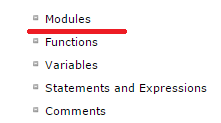 Modules
Functions
Variables
Statements and Expressions
Comments